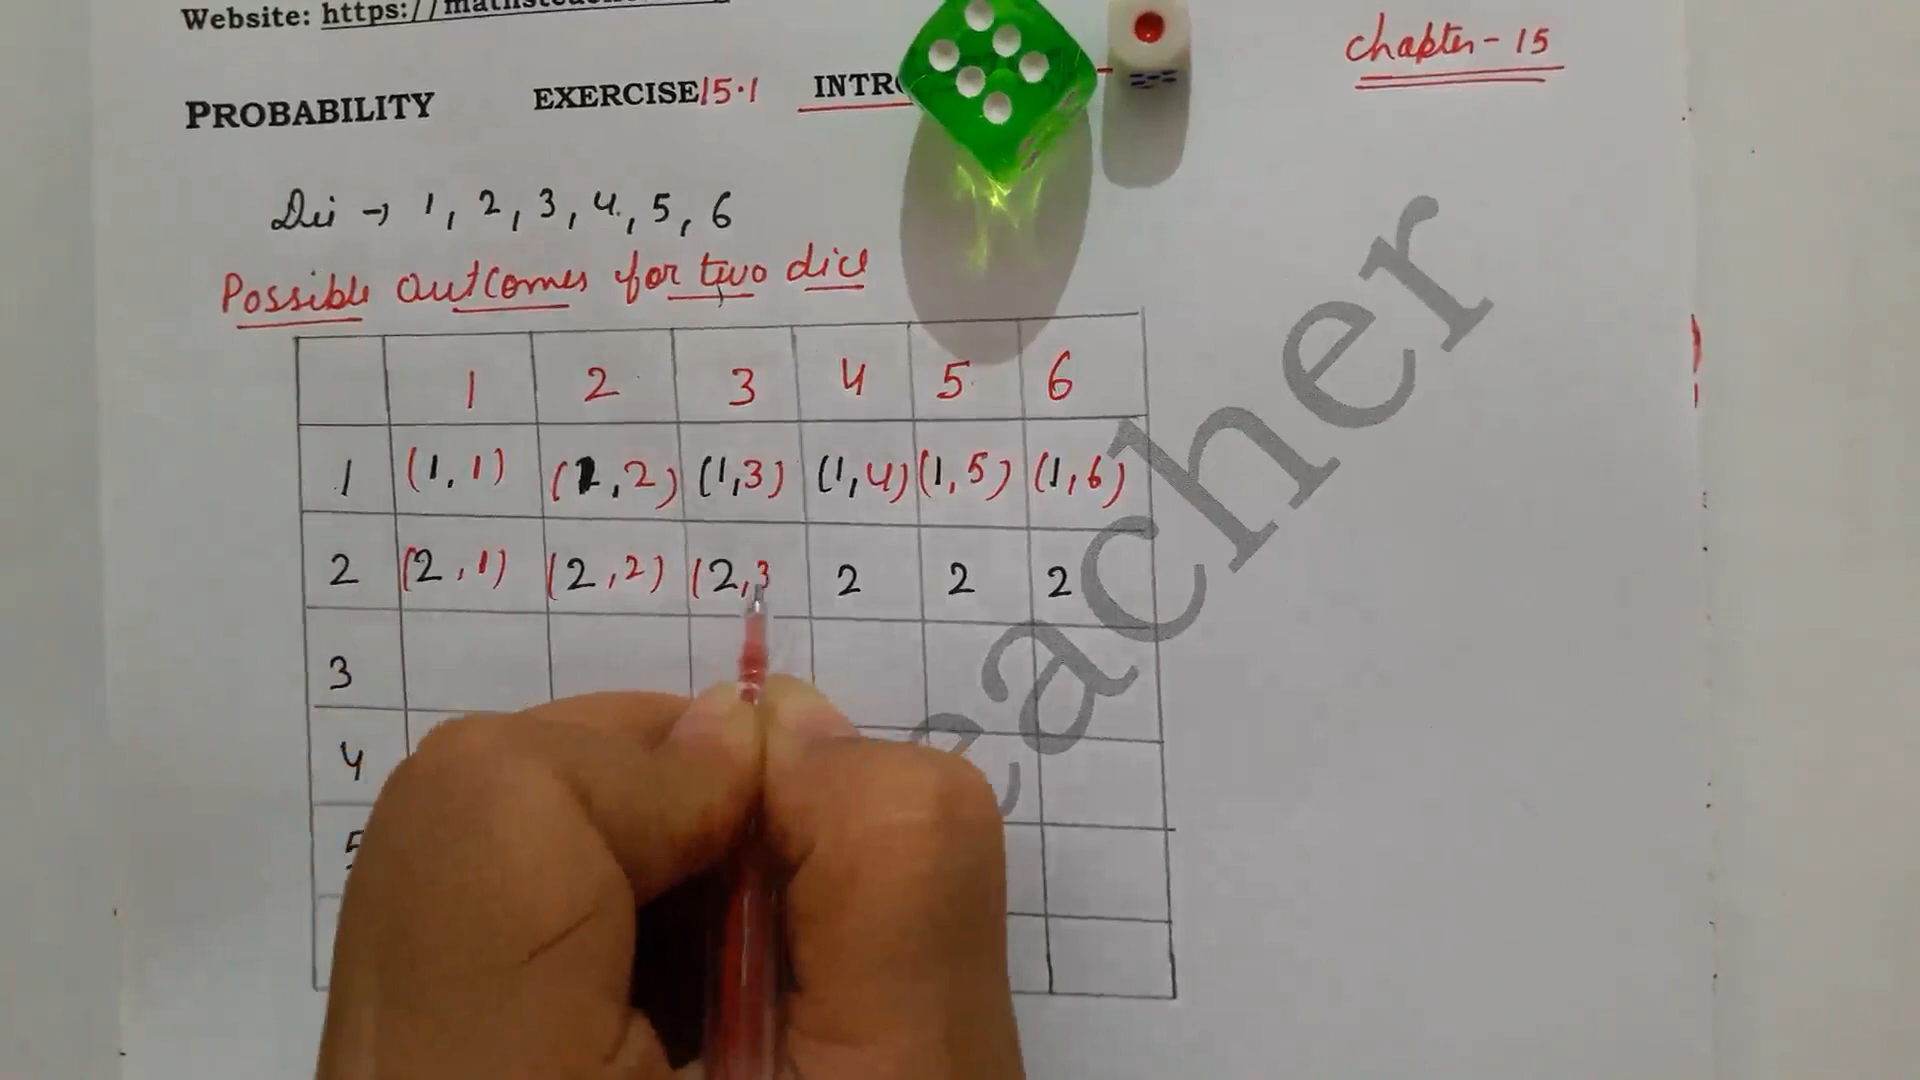 Website: https://
PROBABILITY EXERCISE 15.1
Chapter - 15
Die → 1, 2, 3, 4, 5, 6
Possible outcomes for two dice
1 2 3 4 5 6
1 (1, 1) (1, 2) (1, 3) (1, 4) (1, 5) (1, 6)
2 (2, 1) (2, 2) (2, 3 2 2 2
3
4
5
eacher